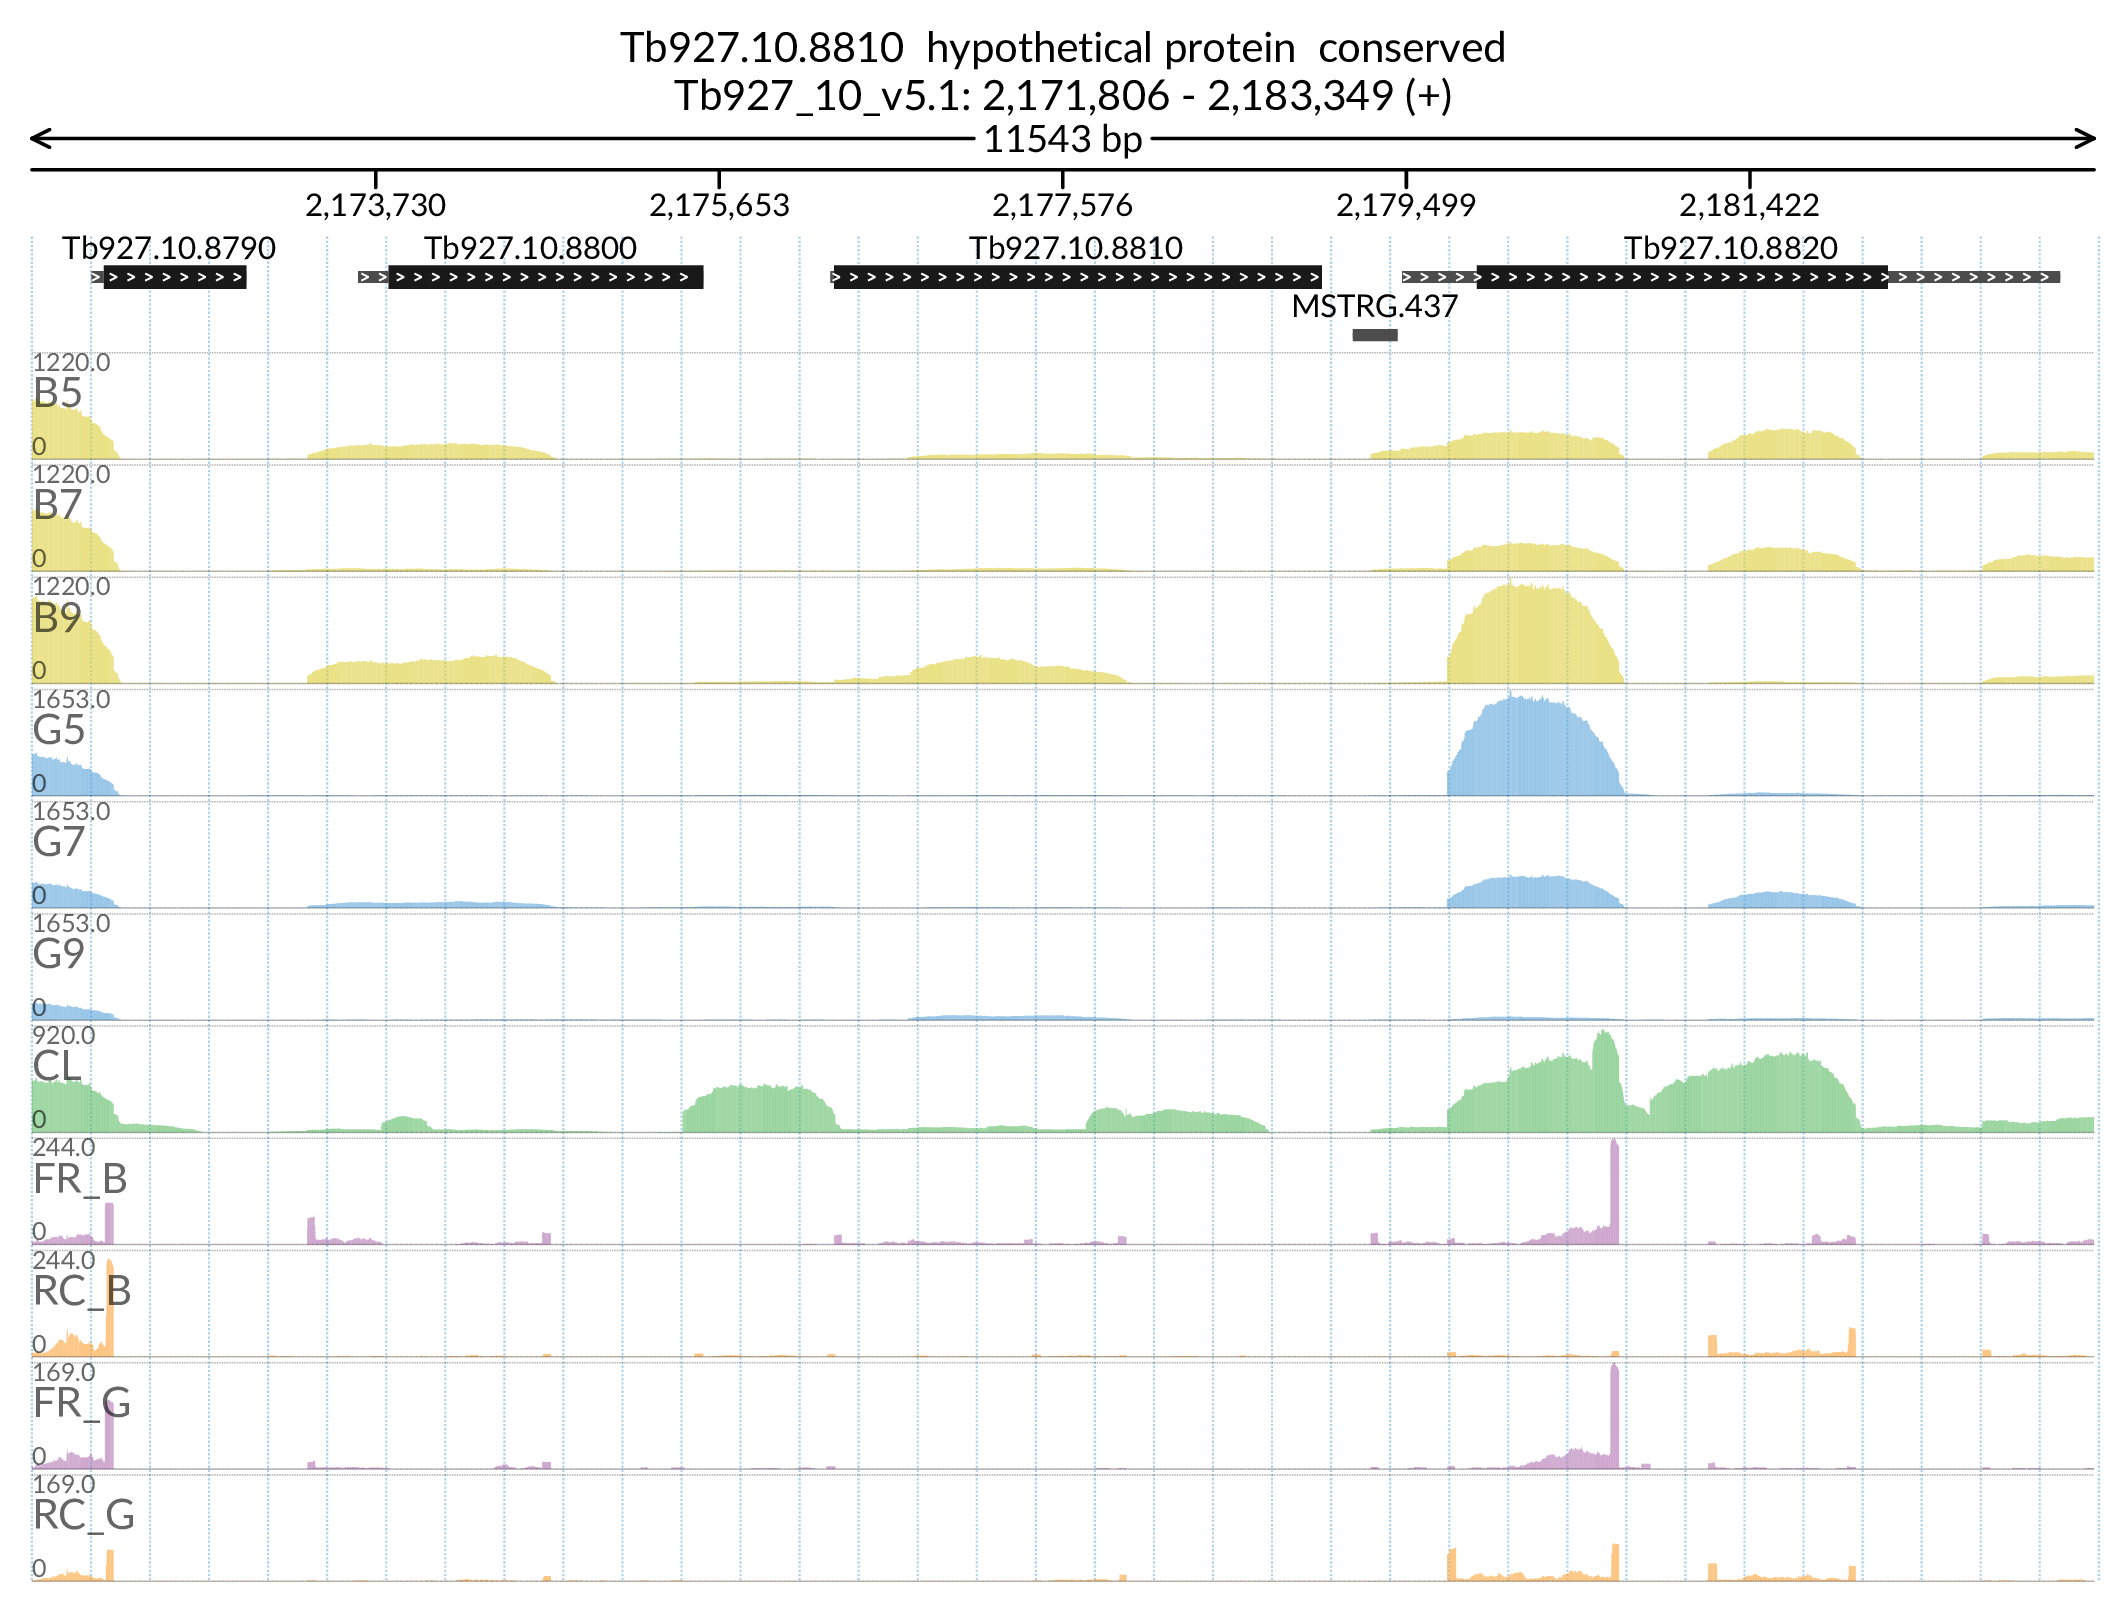 Tb927.10.8810  hypothetical protein  conserved
Tb927_10_v5.1: 2,171,806 - 2,183,349 (+)
11543 bp
2,173,730 2,175,653 2,177,576 2,179,499 2,181,422
Tb927.10.8790 Tb927.10.8800 Tb927.10.8810 Tb927.10.8820
MSTRG.437
1220.0
B5
0
1220.0
B7
0
1220.0
B9
0
1653.0
G5
0
1653.0
G7
0
1653.0
G9
0
920.0
CL
0
244.0
FR_B
0
244.0
RC_B
0
169.0
FR_G
0
169.0
RC_G
0